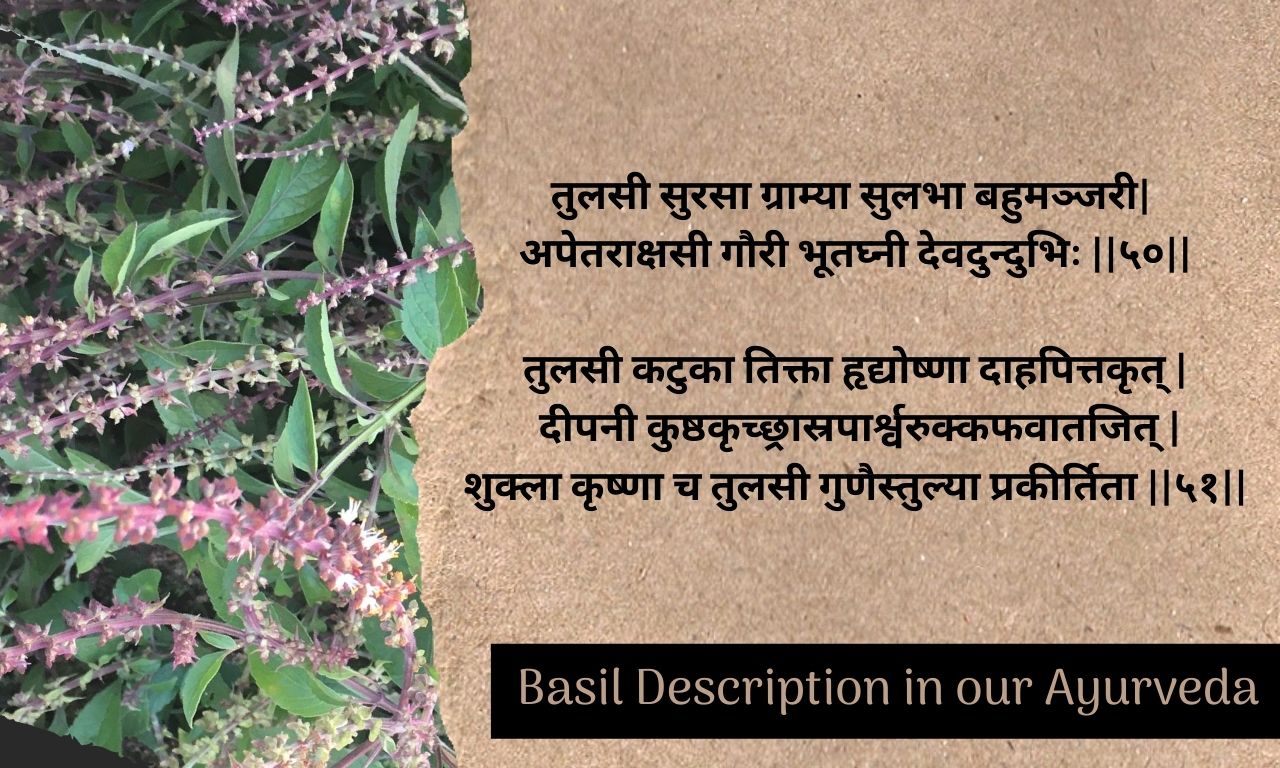 तुलसी सुरसा ग्राम्या सुलभा बहुमञ्जरी|
अपेतराक्षसी गौरी भूतघ्नी देवदुन्दुभिः ||५०||
तुलसी कटुका तिक्ता हृद्योष्णा दाहपित्तकृत् |
दीपनी कुष्ठकृच्छ्रास्रपार्श्वरुक्कफवातजित् |
शुक्ला कृष्णा च तुलसी गुणैस्तुल्या प्रकीर्तिता ||५१||
Basil Description in our Ayurveda